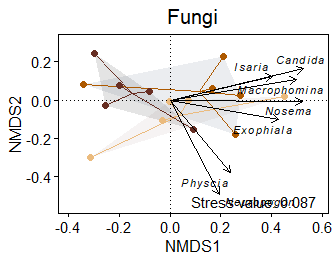 Fungi
NMDS2
0.2
0.0
-0.2
-0.4
Isaria
Candida
Macrophomina
Nosema
Exophiala
Physcia
Stress value: 0.087
-0.4
-0.2
0.0
0.2
0.4
0.6
NMDS1